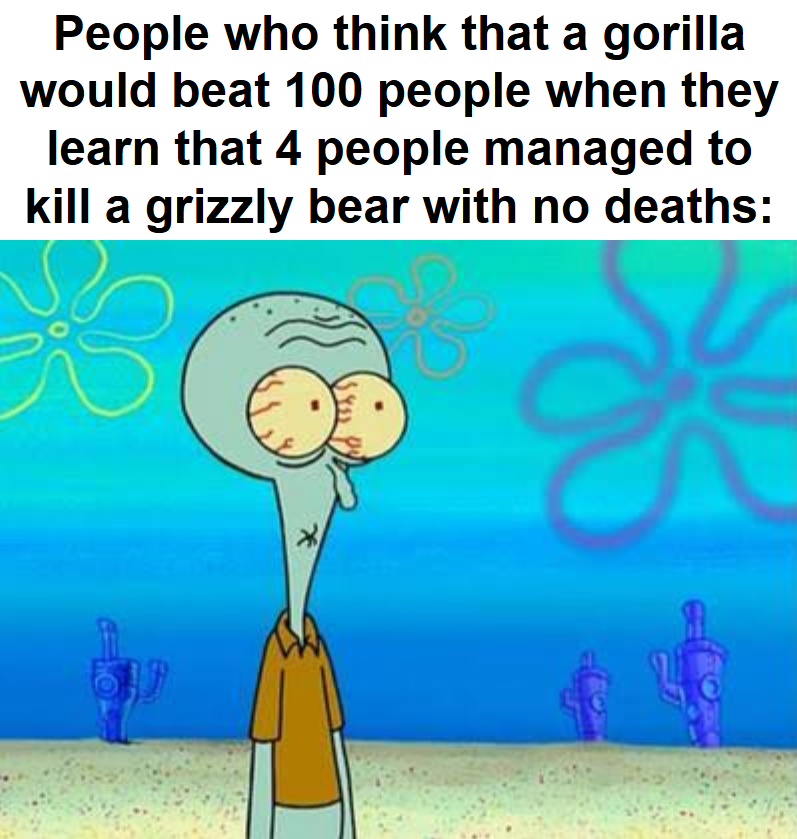 People who think that a gorilla
would beat 100 people when they
learn that 4 people managed to
kill a grizzly bear with no deaths: